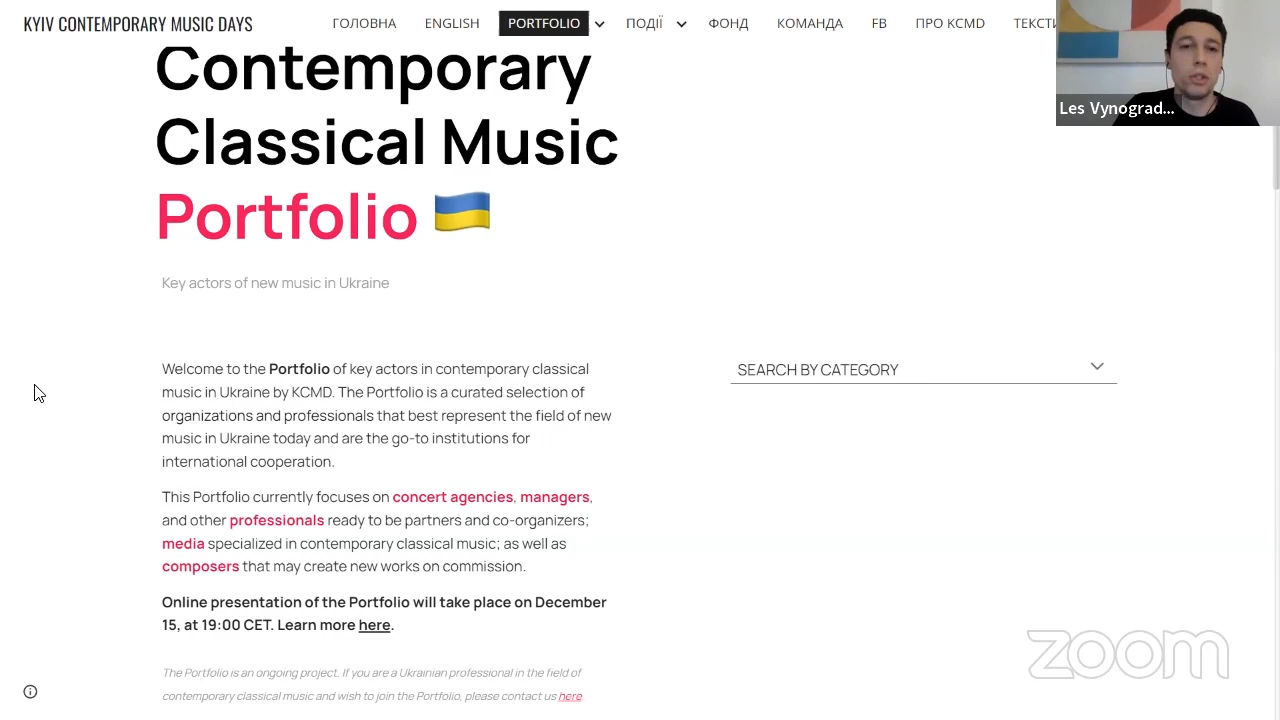 KYIV CONTEMPORARY MUSIC DAYS
ГОЛОВНА ENGLISH PORTFOLIO ПОДІЇ ФОНД КОМАНДА FB ПРО KCMD ТЕКСТИ
Les Vynograd...
Contemporary
Classical Music
Portfolio
Key actors of new music in Ukraine
Welcome to the Portfolio of key actors in contemporary classical
music in Ukraine by KCMD. The Portfolio is a curated selection of
organizations and professionals that best represent the field of new
music in Ukraine today and are the go-to institutions for
international cooperation.
This Portfolio currently focuses on concert agencies, managers,
and other professionals ready to be partners and co-organizers;
media specialized in contemporary classical music; as well as
composers that may create new works on commission.
Online presentation of the Portfolio will take place on December
15, at 19:00 CET. Learn more here.
The Portfolio is an ongoing project. If you are a Ukrainian professional in the field of
contemporary classical music and wish to join the Portfolio, please contact us here
SEARCH BY CATEGORY
zoom